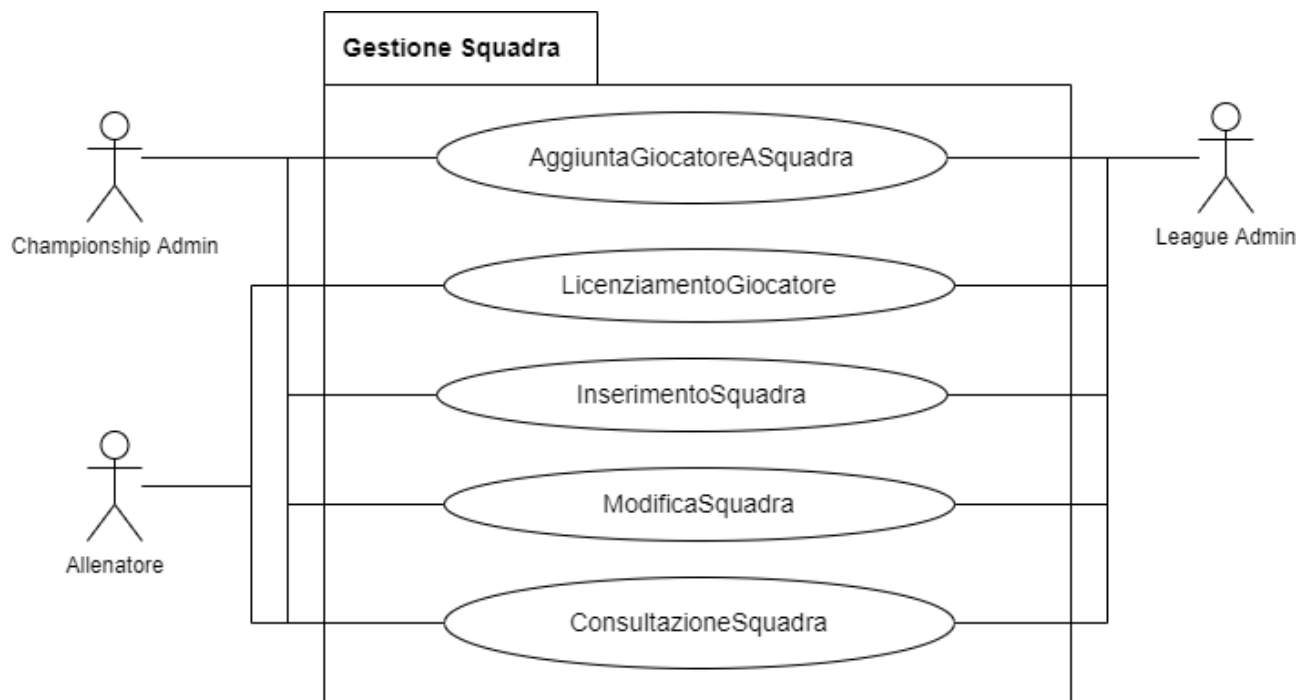 Gestione Squadra
AggiuntaGiocatoreASquadra
Championship Admin
League Admin
LicenziamentoGiocatore
InserimentoSquadra
ModificaSquadra
Allenatore
ConsultazioneSquadra